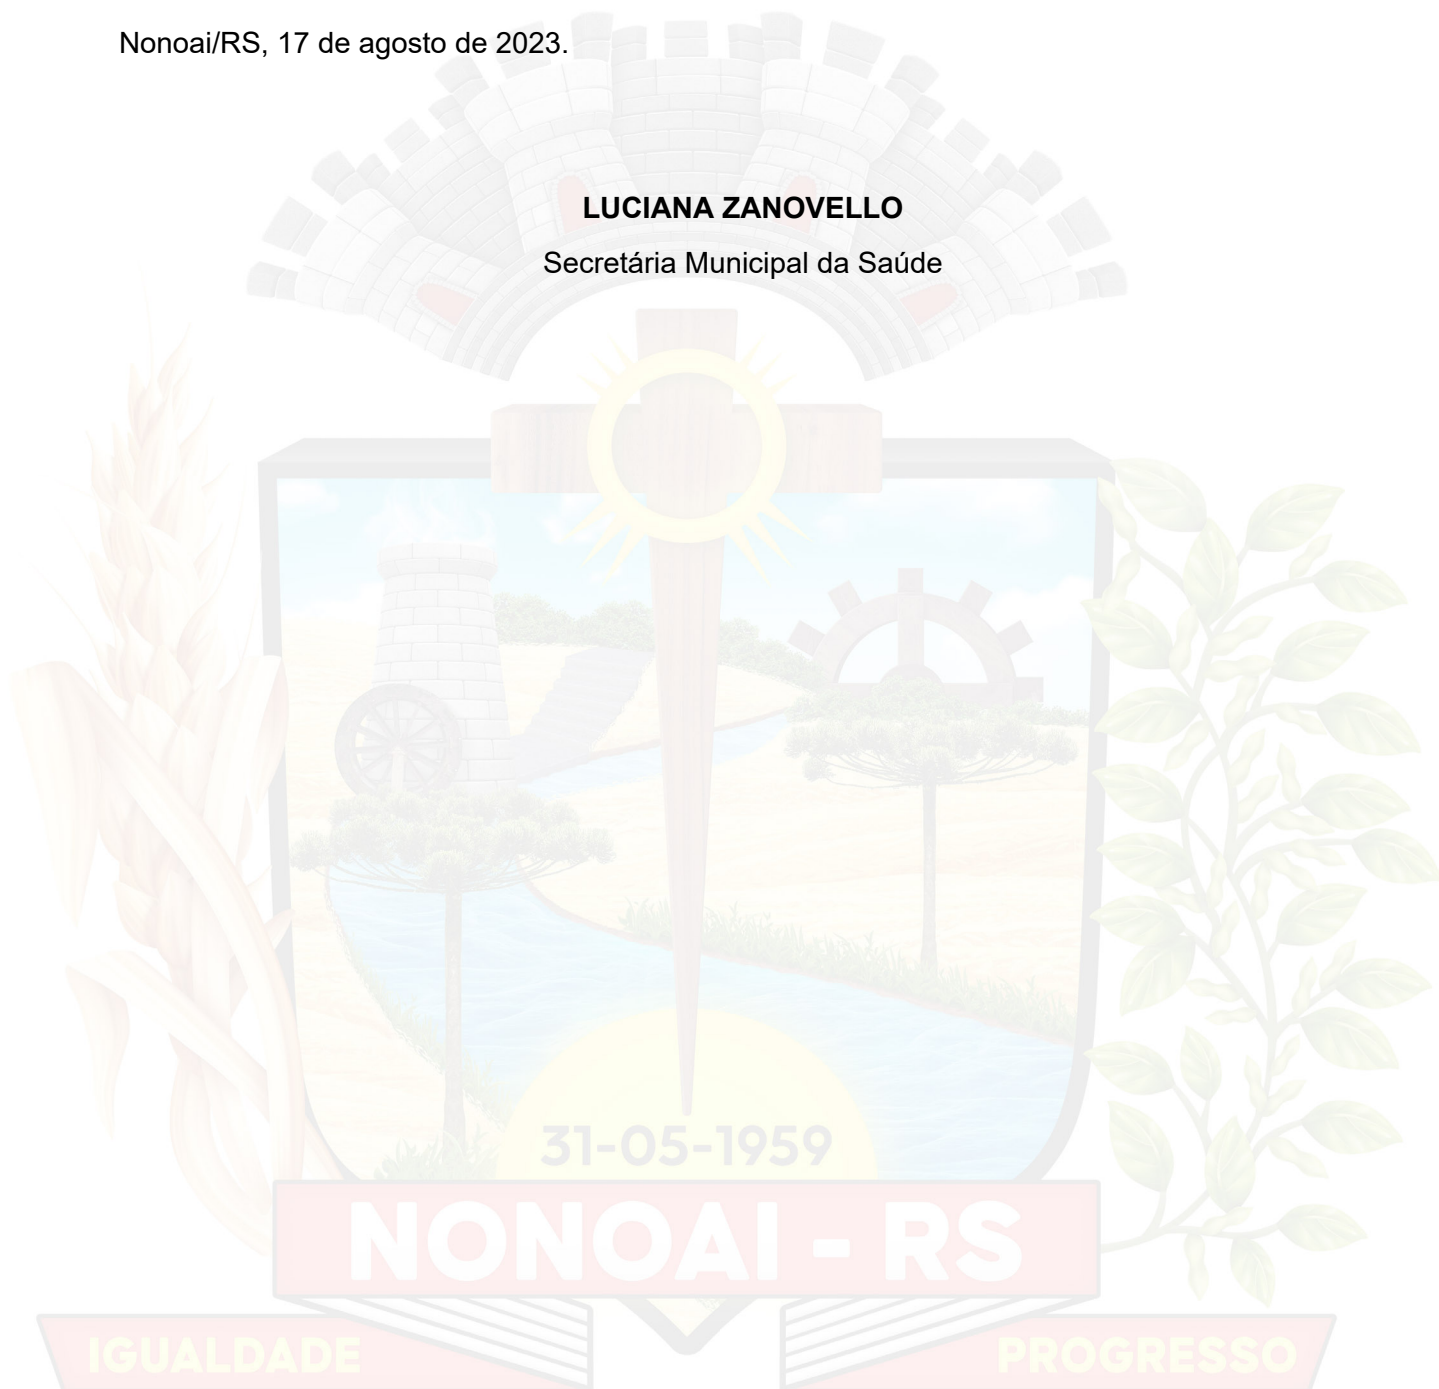 Nonoai/RS, 17 de agosto de 2023.
LUCIANA ZANOVELLO
Secretária Municipal da Saúde
31-05-1959
NONOAI - RS
IGUALDADE
PROGRESSO